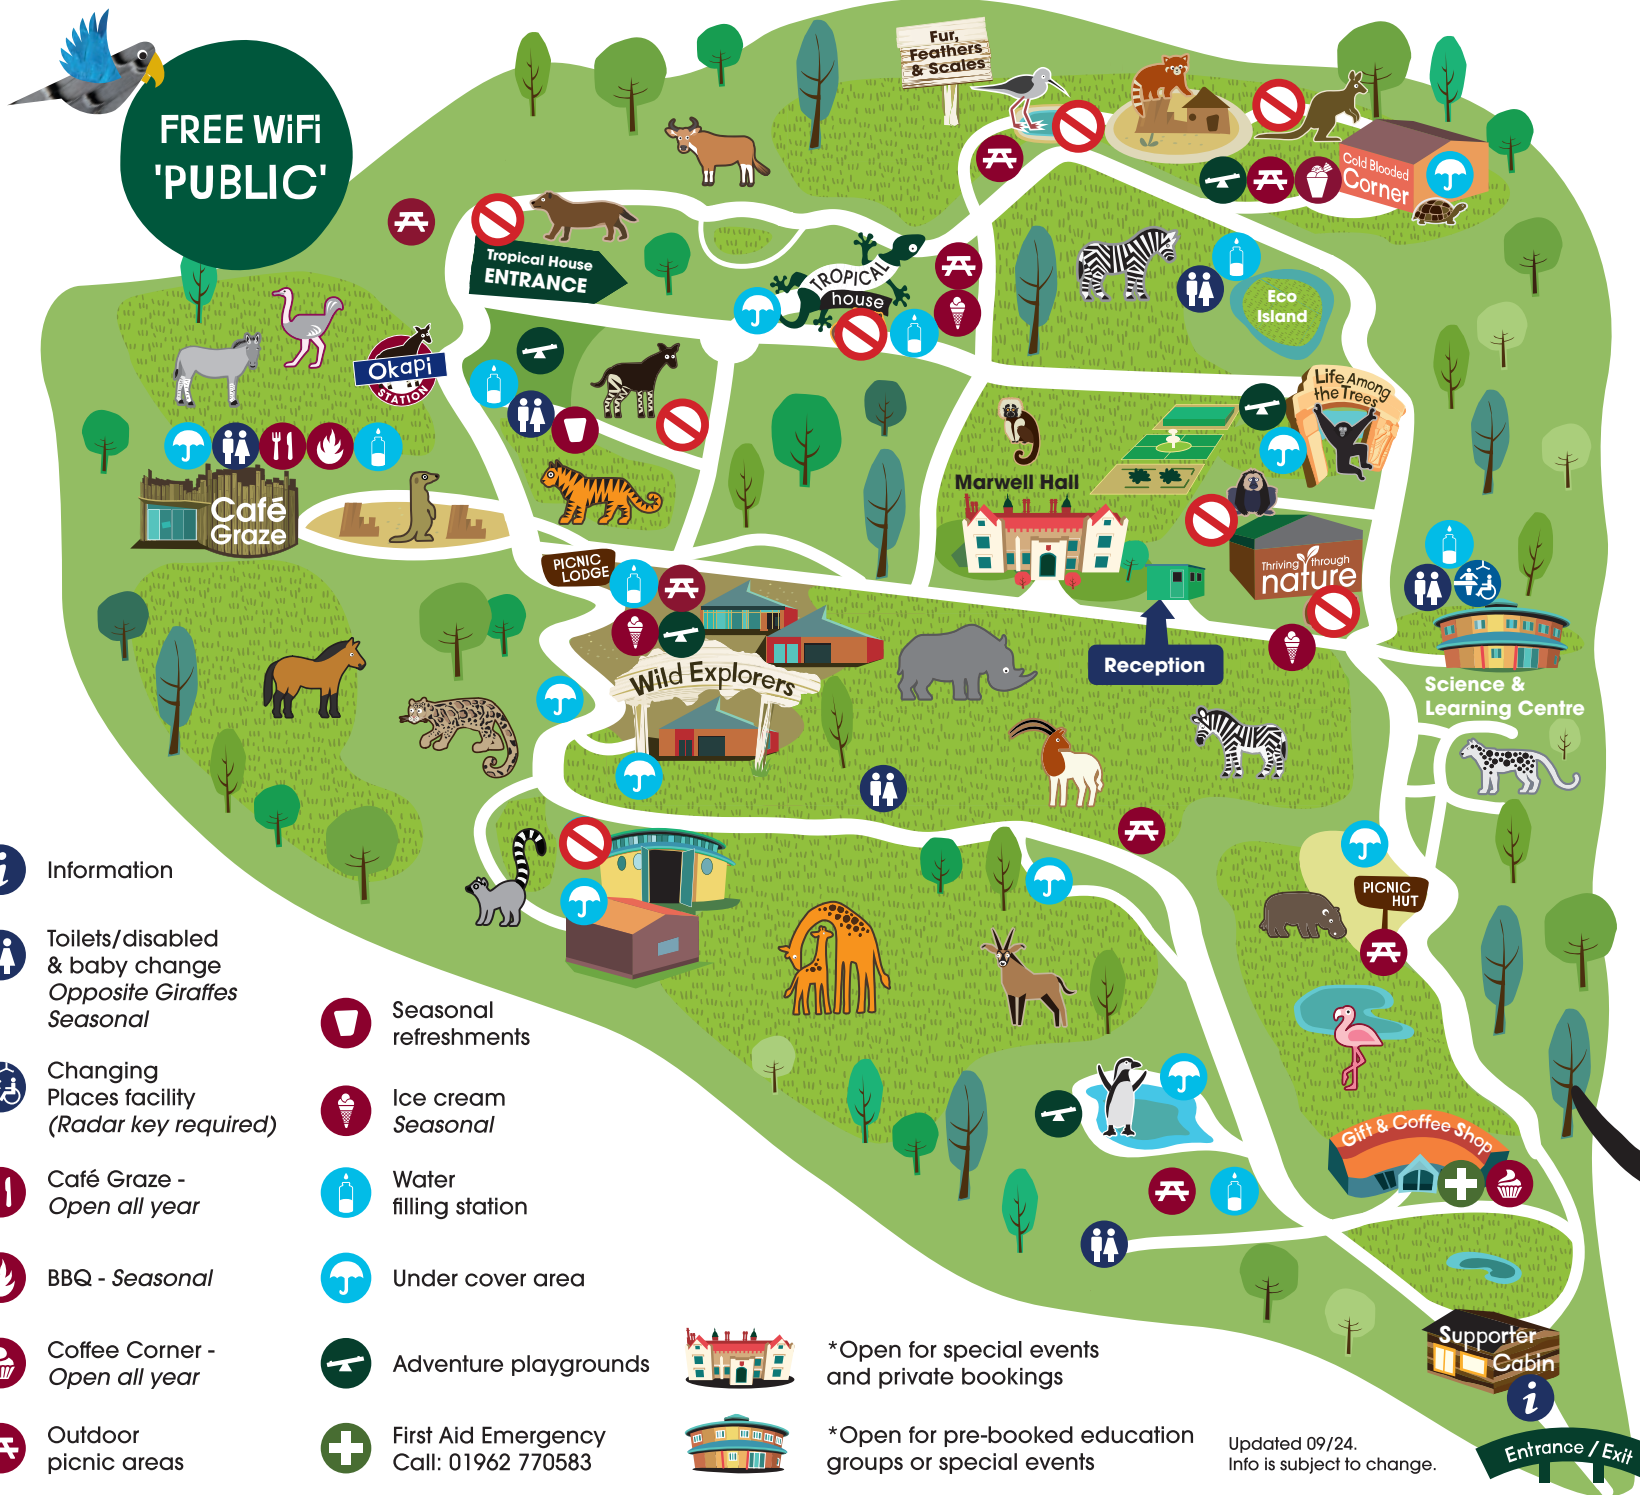 FREE WiFi
'PUBLIC'
Fur,
Feathers
& Scales
Cold Blooded
Corner
Tropical House
ENTRANCE
TROPICAL
house
Eco
Island
Okapi
STATION
Life Among
the Trees
Café
Graze
Marwell Hall
PICNIC
LODGE
Thriving through
nature
Reception
Wild Explorers
Science &
Learning Centre
PICNIC
HUT
Gift & Coffee Shop
Supporter
Cabin
Entrance / Exit
Information
Toilets/disabled
& baby change
Opposite Giraffes
Seasonal
Changing
Places facility
(Radar key required)
Café Graze -
Open all year
BBQ - Seasonal
Coffee Corner -
Open all year
Outdoor
picnic areas
Seasonal
refreshments
Ice cream
Seasonal
Water
filling station
Under cover area
Adventure playgrounds
First Aid Emergency
Call: 01962 770583
*Open for special events
and private bookings
*Open for pre-booked education
groups or special events
Updated 09/24.
Info is subject to change.